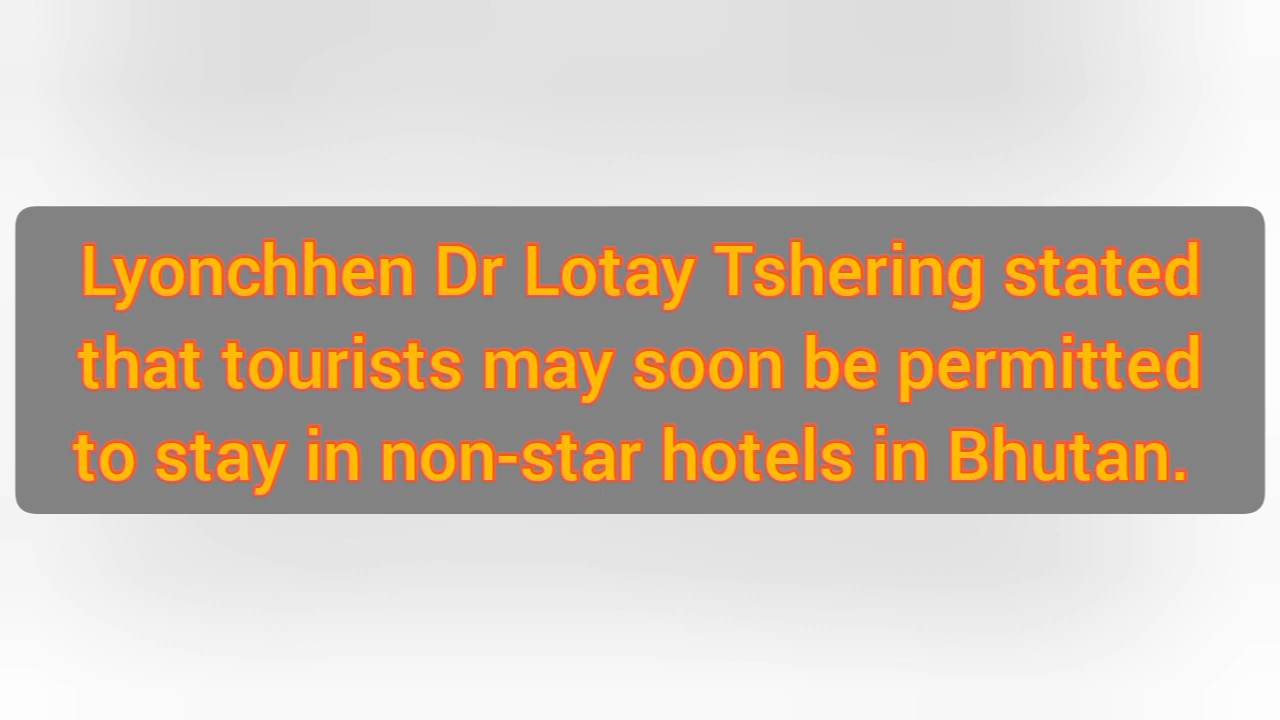 Lyonchhen Dr Lotay Tshering stated
that tourists may soon be permitted
to stay in non-star hotels in Bhutan.